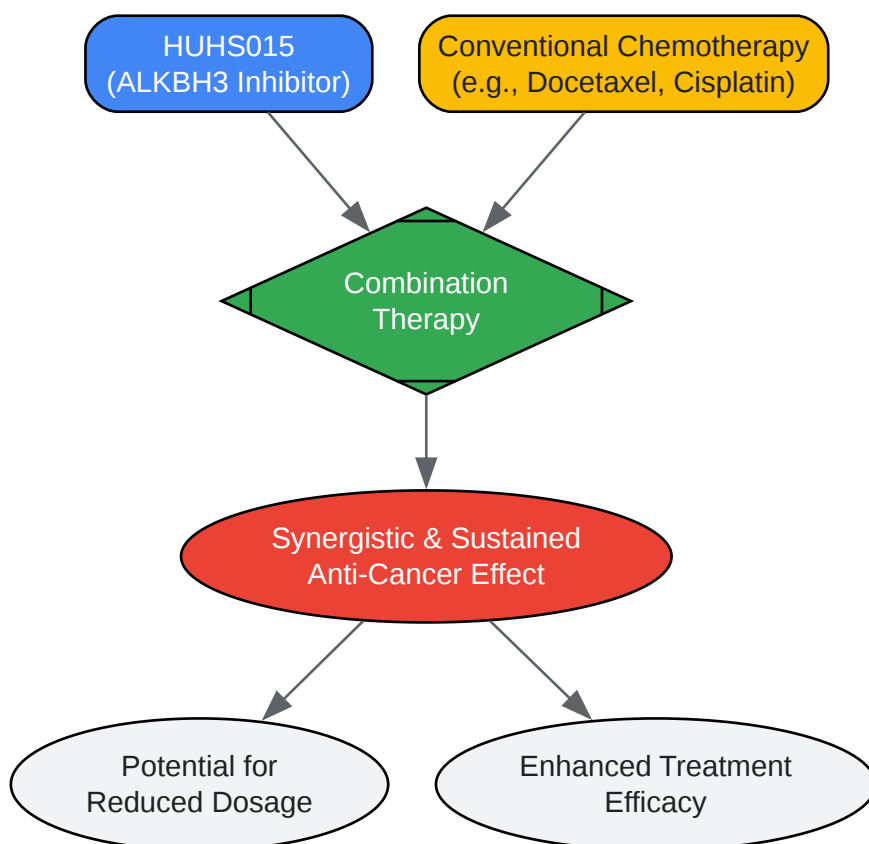 HUHS015
(ALKBH3 Inhibitor)
Conventional Chemotherapy
(e.g., Docetaxel, Cisplatin)
Combination
Therapy
Synergistic & Sustained
Anti-Cancer Effect
Potential for
Reduced Dosage
Enhanced Treatment
Efficacy